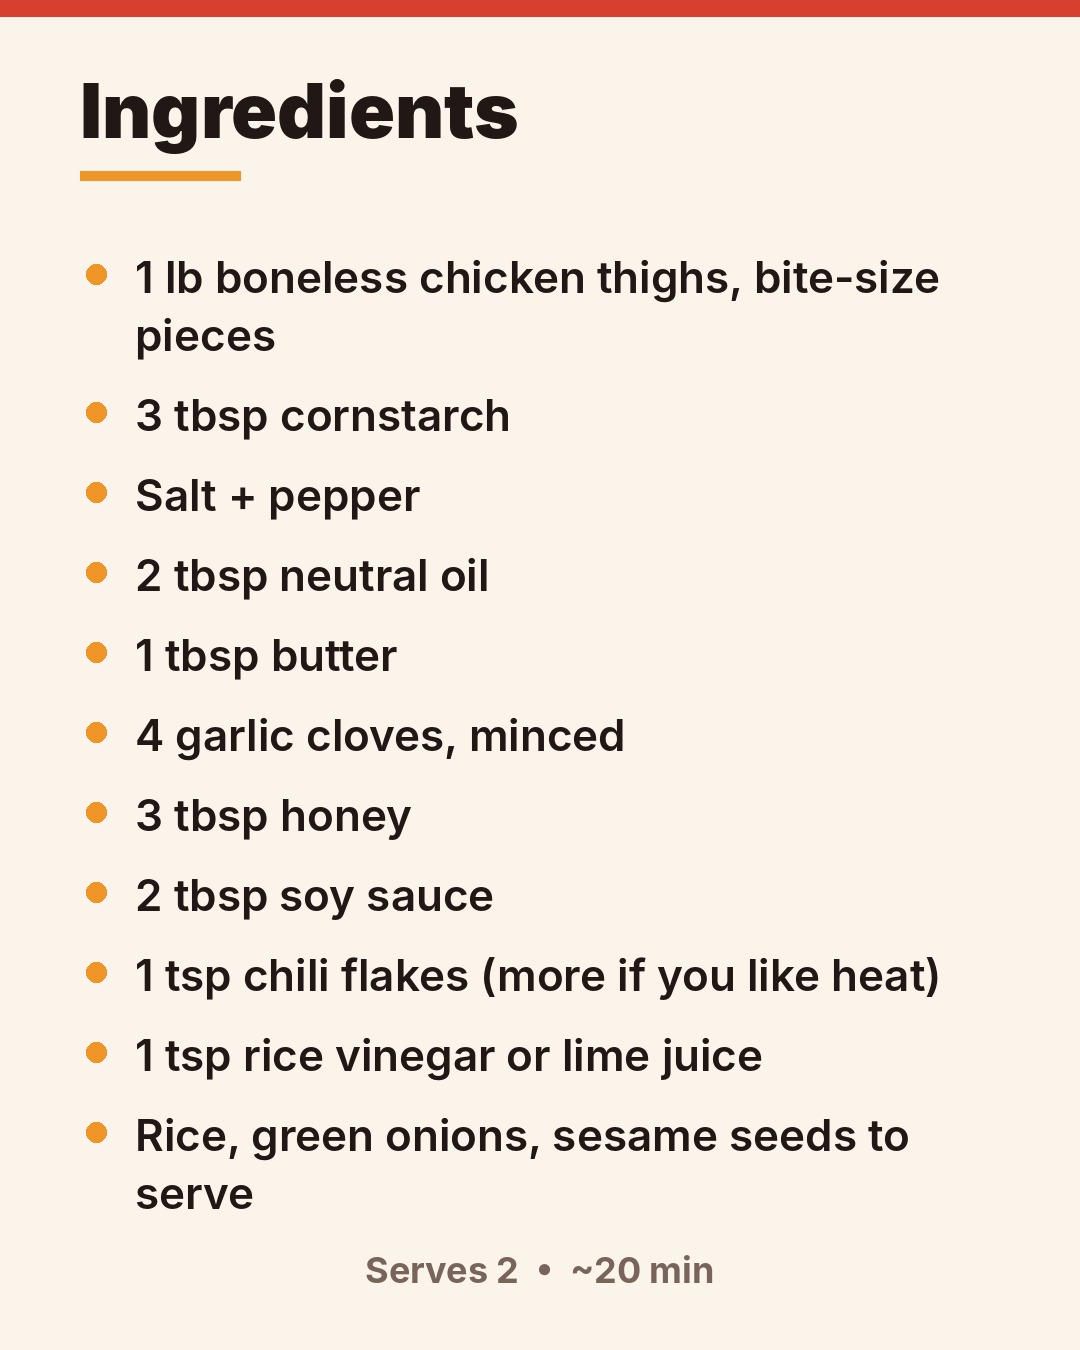 Ingredients
1 lb boneless chicken thighs, bite-size
pieces
3 tbsp cornstarch
Salt + pepper
2 tbsp neutral oil
1 tbsp butter
4 garlic cloves, minced
3 tbsp honey
2 tbsp soy sauce
1 tsp chili flakes (more if you like heat)
1 tsp rice vinegar or lime juice
Rice, green onions, sesame seeds to
serve
Serves 2 • ~20 min